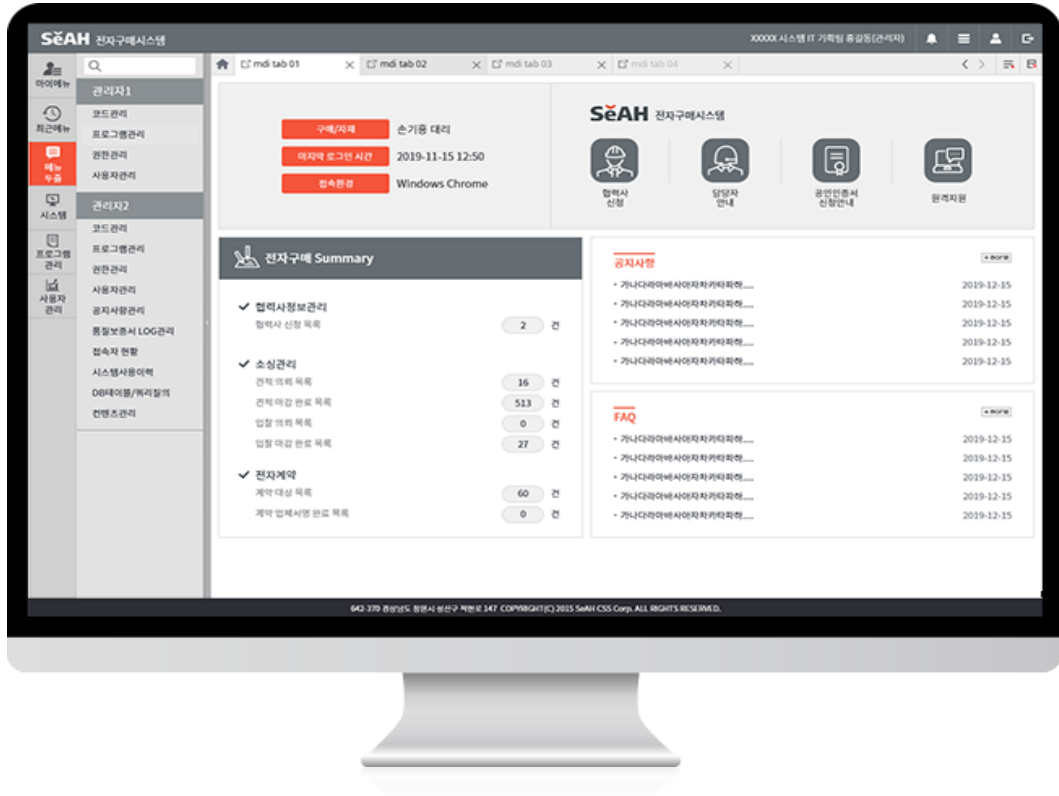 SeAH 전자구매시스템
XXXXX 시스템 IT 기획팀 홍길동(관리자)
마이메뉴
최근메뉴
메뉴
시스템
프로그램
관리
사용자
관리
관리자1
코드관리
프로그램관리
권한관리
사용자관리
관리자2
코드관리
프로그램관리
권한관리
사용자관리
공지사항관리
품질보증서 LOG관리
접속자 현황
시스템사용이력
DB테이블/쿼리질의
컨텐츠관리
mdi tab 01
mdi tab 02
mdi tab 03
mdi tab 04
구매/자재 손기흥 대리
마지막 로그인 시간 2019-11-15 12:50
접속환경 Windows Chrome
SeAH 전자구매시스템
협력사
신청
담당자
안내
공인인증서
신청안내
원격지원
전자구매 Summary
협력사정보관리
협력사 신청 목록 2 건
소싱관리
견적 의뢰 목록 16 건
견적 마감 완료 목록 513 건
입찰 의뢰 목록 0 건
입찰 마감 완료 목록 27 건
전자계약
계약 대상 목록 60 건
계약 업체서명 완료 목록 0 건
공지사항 + more
· 가나다라마바사아자차카타파하..... 2019-12-15
· 가나다라마바사아자차카타파하..... 2019-12-15
· 가나다라마바사아자차카타파하..... 2019-12-15
· 가나다라마바사아자차카타파하..... 2019-12-15
· 가나다라마바사아자차카타파하..... 2019-12-15
FAQ + more
· 가나다라마바사아자차카타파하..... 2019-12-15
· 가나다라마바사아자차카타파하..... 2019-12-15
· 가나다라마바사아자차카타파하..... 2019-12-15
· 가나다라마바사아자차카타파하..... 2019-12-15
· 가나다라마바사아자차카타파하..... 2019-12-15
642-370 경상남도 창원시 성산구 적현로 147 COPYRIGHT(C) 2015 SeAH CSS Corp. ALL RIGHTS RESERVED.